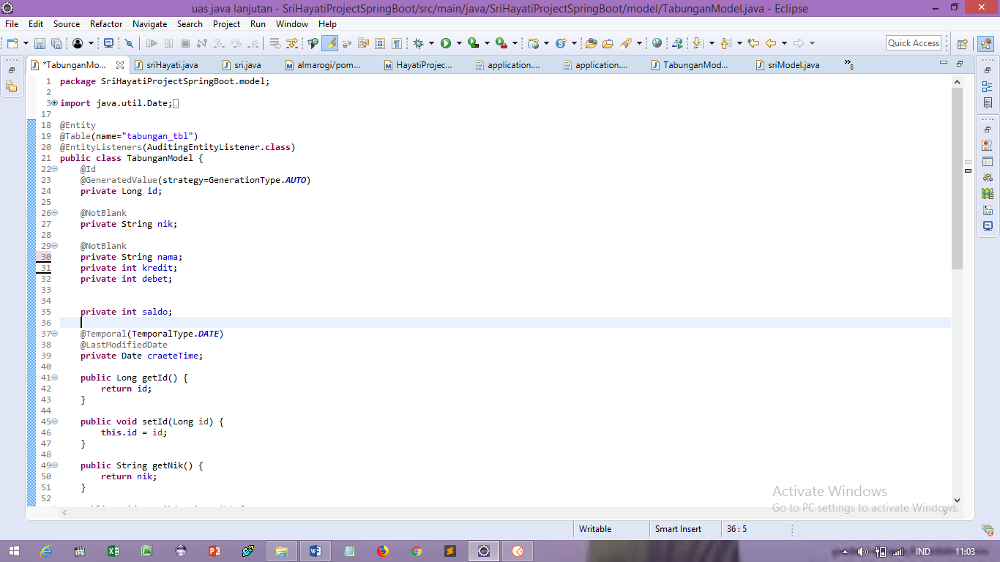 uas java lanjutan - SriHayatiProjectSpringBoot/src/main/java/SriHayatiProjectSpringBoot/model/TabunganModel.java - Eclipse
File Edit Source Refactor Navigate Search Project Run Window Help
Quick Access
*TabunganMo... sriHayati.java sri.java almarogi/pom... HayatiProjec... application.... application.... TabunganMod... sriModel.java »8
1 package SriHayatiProjectSpringBoot.model;
2
3 import java.util.Date;
17
18 @Entity
19 @Table(name="tabungan_tbl")
20 @EntityListeners(AuditingEntityListener.class)
21 public class TabunganModel {
22 @Id
23 @GeneratedValue(strategy=GenerationType.AUTO)
24 private Long id;
25
26 @NotBlank
27 private String nik;
28
29 @NotBlank
30 private String nama;
31 private int kredit;
32 private int debet;
33
34
35 private int saldo;
36
37 @Temporal(TemporalType.DATE)
38 @LastModifiedDate
39 private Date craeteTime;
40
41 public Long getId() {
42 return id;
43 }
44
45 public void setId(Long id) {
46 this.id = id;
47 }
48
49 public String getNik() {
50 return nik;
51 }
52
Activate Windows
Go to PC settings to activate Windows.
Writable Smart Insert 36 : 5
IND 11:03